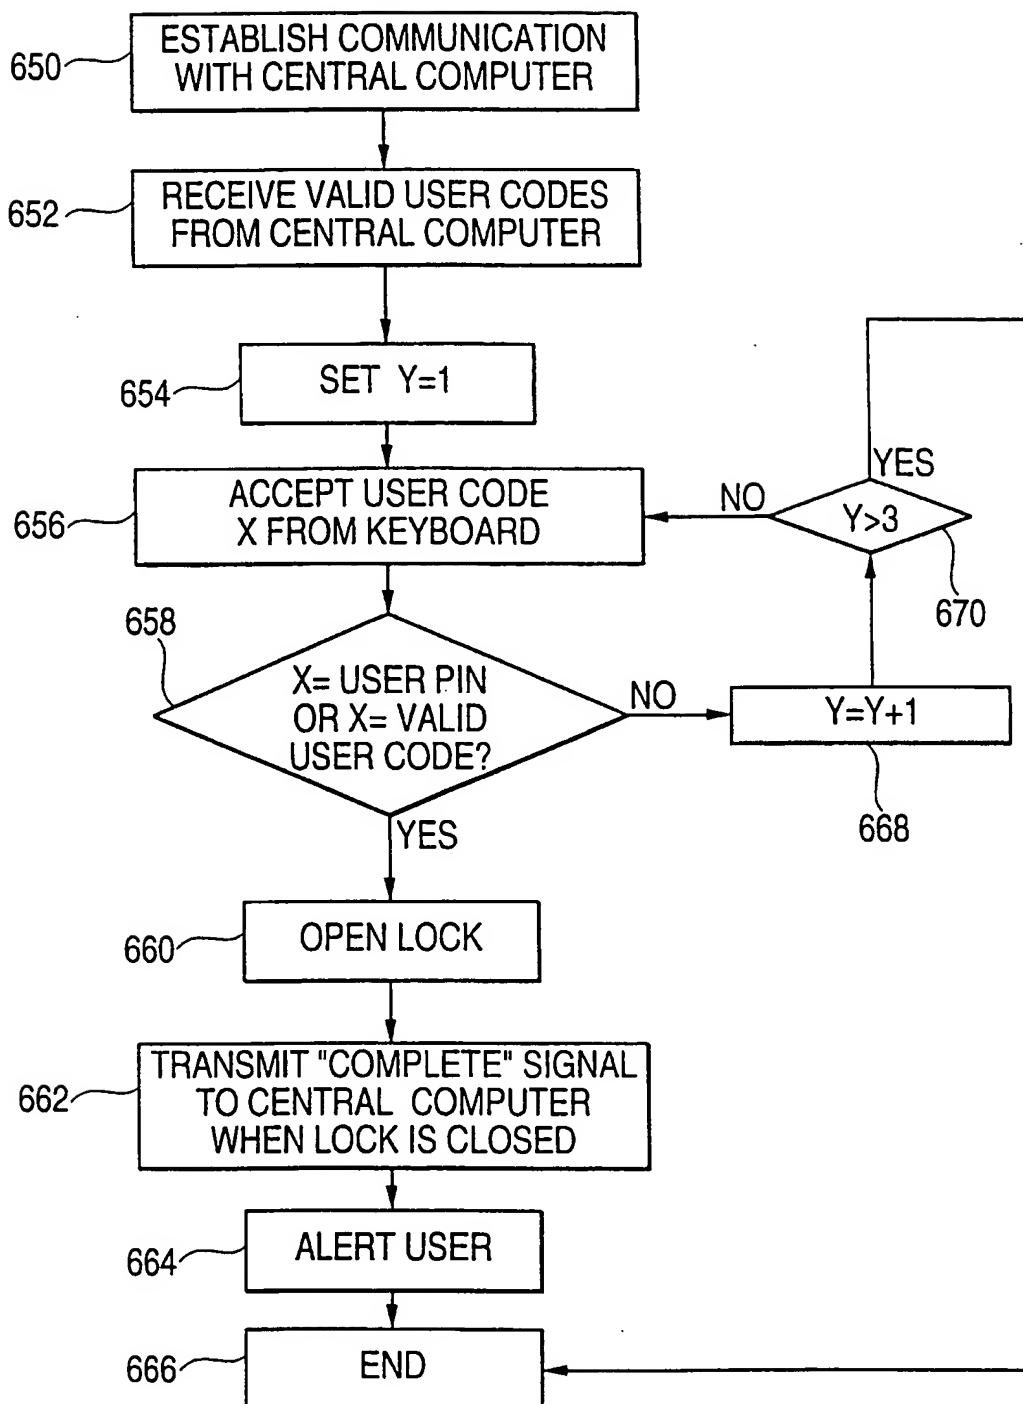 650
ESTABLISH COMMUNICATION
WITH CENTRAL COMPUTER
652
RECEIVE VALID USER CODES
FROM CENTRAL COMPUTER
654
SET Y=1
656
ACCEPT USER CODE
X FROM KEYBOARD
NO
YES
Y>3
670
658
X= USER PIN
OR X= VALID
USER CODE?
NO
Y=Y+1
668
YES
660
OPEN LOCK
662
TRANSMIT "COMPLETE" SIGNAL
TO CENTRAL COMPUTER
WHEN LOCK IS CLOSED
664
ALERT USER
666
END